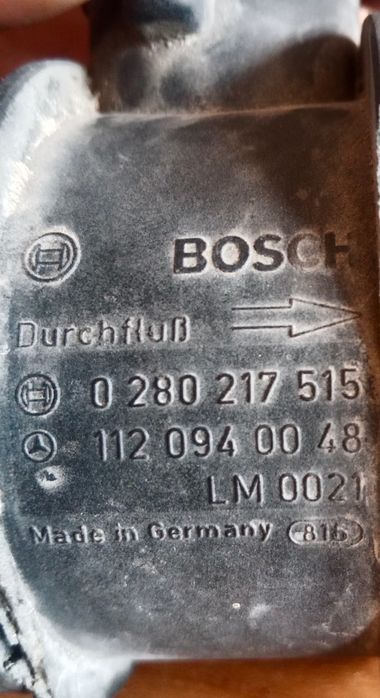 BOSCH
Durchfluß
0 280 217 515
112 094 00 48
LM 0021
Made in Germany 816